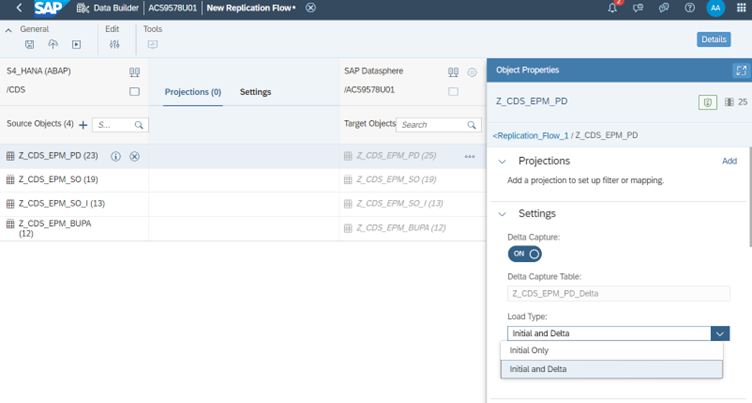 SAP Data Builder AC59578U01 New Replication Flow*
2 AA
General Edit Tools
Details
S4_HANA (ABAP)
/CDS
Projections (0) Settings
SAP Datasphere
/AC59578U01
Source Objects (4) S...
Target Objects Search
Z_CDS_EPM_PD (23) Z_CDS_EPM_PD (25)
Z_CDS_EPM_SO (19) Z_CDS_EPM_SO (19)
Z_CDS_EPM_SO_I (13) Z_CDS_EPM_SO_I (13)
Z_CDS_EPM_BUPA Z_CDS_EPM_BUPA (12)
(12)
Object Properties
Z_CDS_EPM_PD 25
<Replication_Flow_1 / Z_CDS_EPM_PD
Projections Add
Add a projection to set up filter or mapping.
Settings
Delta Capture:
ON
Delta Capture Table:
Z_CDS_EPM_PD_Delta
Load Type:
Initial and Delta
Initial Only
Initial and Delta